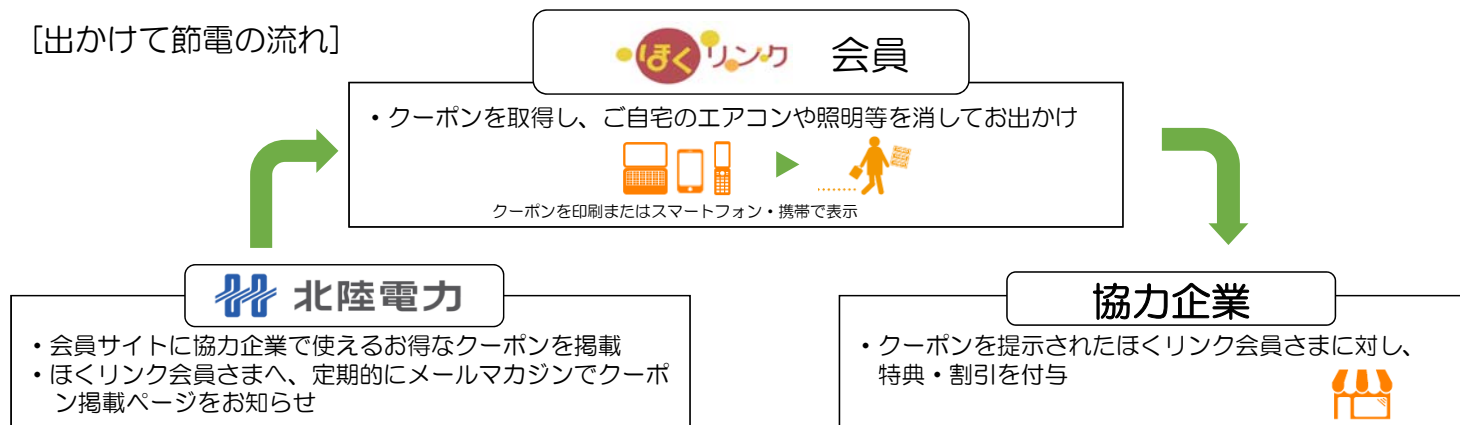 [出かけて節電の流れ]
ほくリンク 会員
・クーポンを取得し、ご自宅のエアコンや照明等を消してお出かけ
クーポンを印刷またはスマートフォン・携帯で表示
北陸電力
・会員サイトに協力企業で使えるお得なクーポンを掲載
・ほくリンク会員さまへ、定期的にメールマカジンでクーポ
ン掲載ページをお知らせ
協力企業
・クーポンを提示されたほくリンク会員さまに対し、
特典・割引を付与